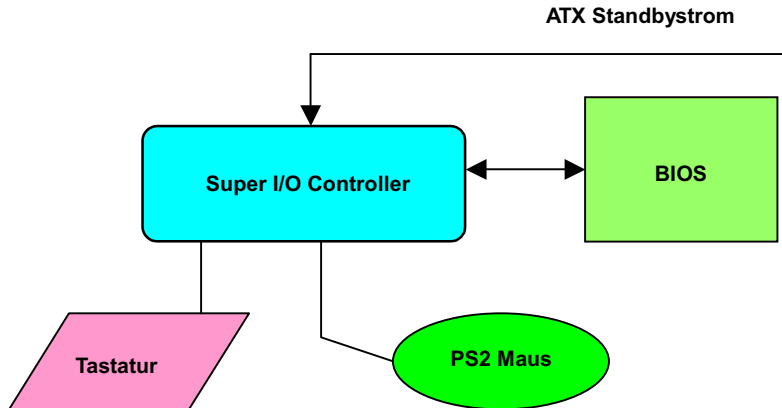 ATX Standbystrom
Super I/O Controller
BIOS
Tastatur
PS2 Maus